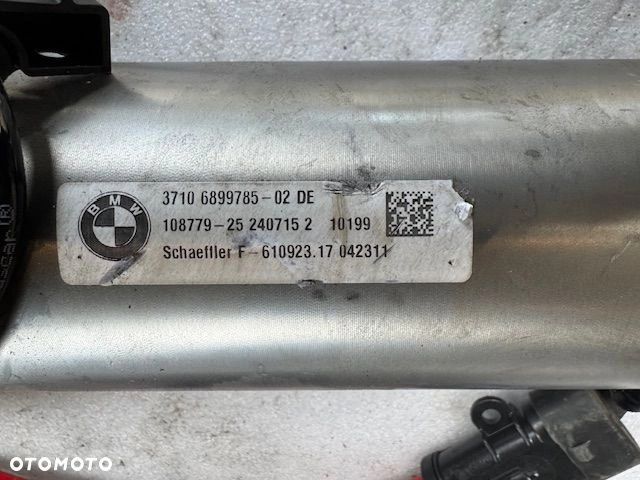 BMW
3710 6899785-02 DE
108779-25 240715 2 10199
Schaeffler F-610923.17 042311
OTOMOTO